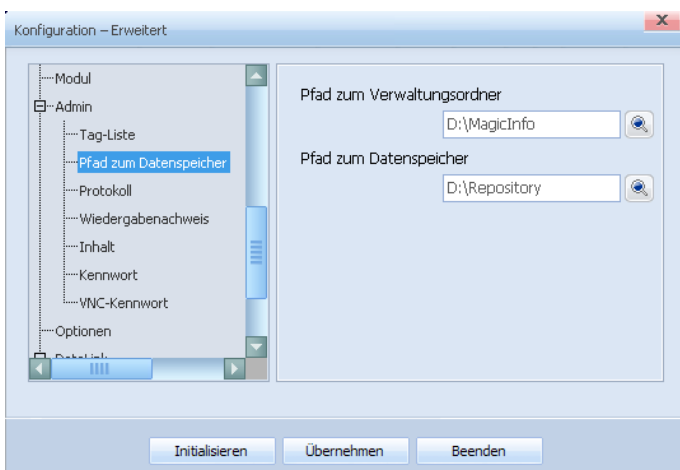 Konfiguration – Erweitert
x
Modul
Admin
Tag-Liste
Pfad zum Datenspeicher
Protokoll
Wiedergabenachweis
Inhalt
Kennwort
VNC-Kennwort
Optionen
DataLink
Pfad zum Verwaltungsordner
D:\MagicInfo
Pfad zum Datenspeicher
D:\Repository
Initialisieren
Übernehmen
Beenden